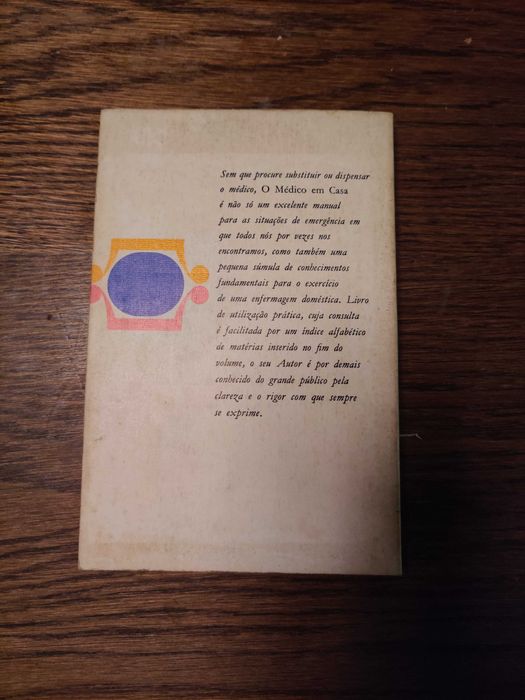 Sem que procure substituir ou dispensar
o médico, O Médico em Casa
é não só um excelente manual
para as situações de emergência em
que todos nós por vezes nos
encontramos, como também uma
pequena súmula de conhecimentos
fundamentais para o exercício
de uma enfermagem doméstica. Livro
de utilização prática, cuja consulta
é facilitada por um índice alfabético
de matérias inserido no fim do
volume, o seu Autor é por demais
conhecido do grande público pela
clareza e o rigor com que sempre
se exprime.